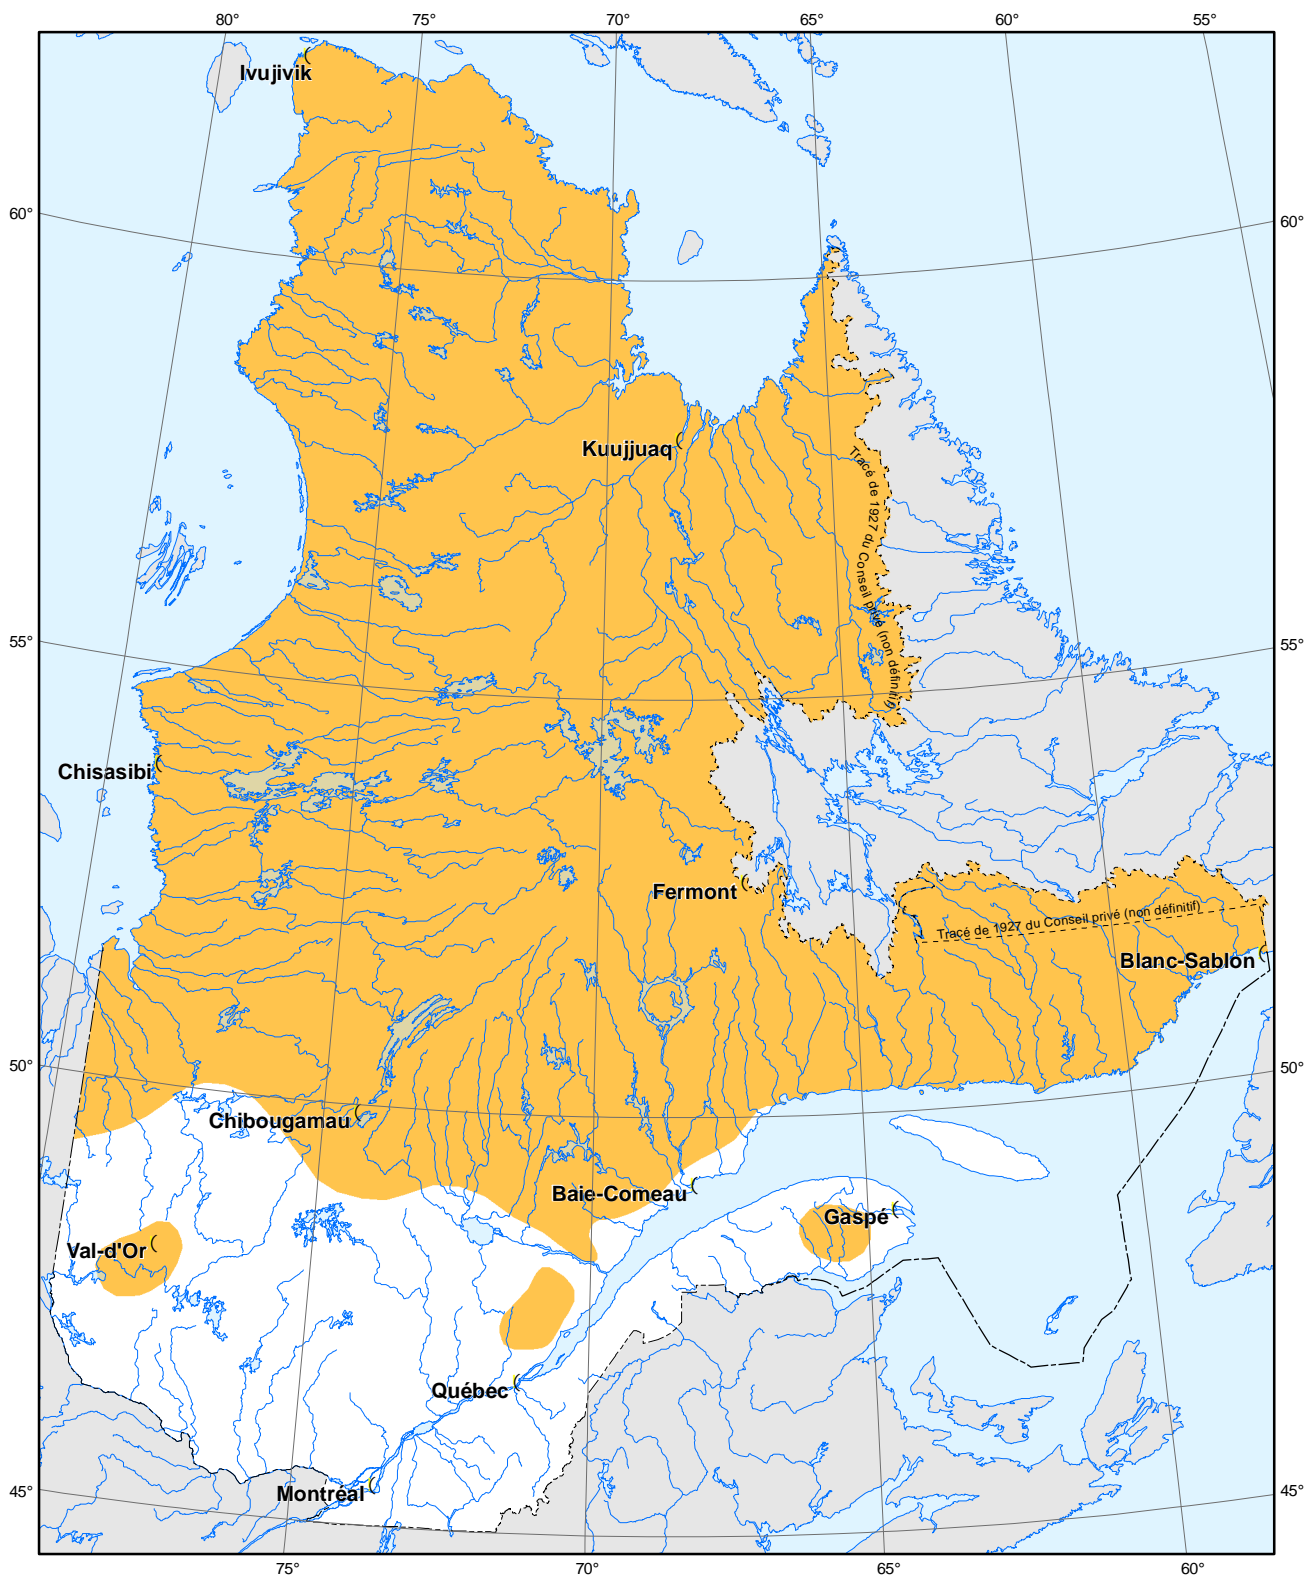 80°
75°
70°
65°
60°
55°
Ivujivik
60°
60°
Kuujjuaq
Tracé de 1927 du Conseil privé (non définitif)
55°
55°
Chisasibi
Fermont
Tracé de 1927 du Conseil privé (non définitif)
Blanc-Sablon
50°
50°
Chibougamau
Baie-Comeau
Gaspé
Val-d'Or
Québec
45°
45°
Montréal
75°
70°
65°
60°